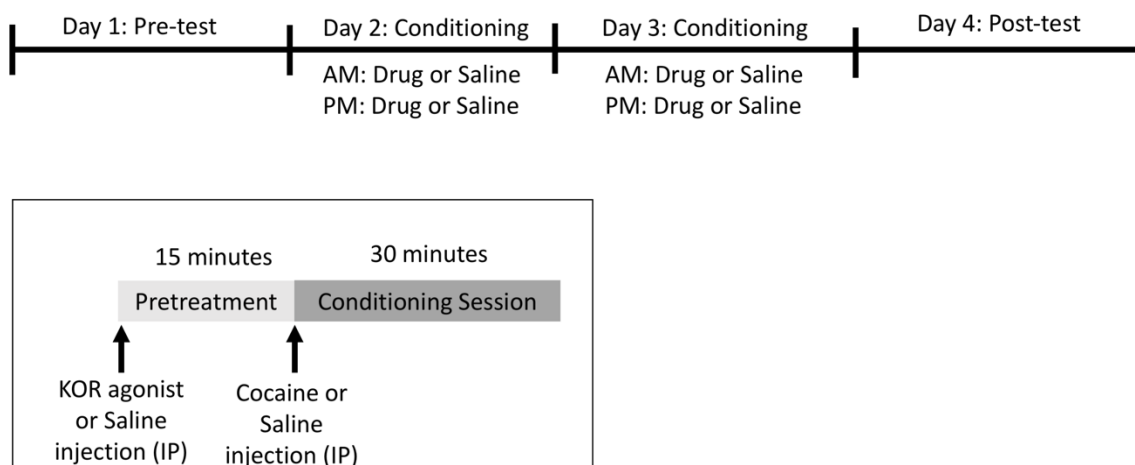 Day 1: Pre-test
Day 2: Conditioning
Day 3: Conditioning
Day 4: Post-test
AM: Drug or Saline
PM: Drug or Saline
AM: Drug or Saline
PM: Drug or Saline
15 minutes
30 minutes
Pretreatment
Conditioning Session
KOR agonist
or Saline
injection (IP)
Cocaine or
Saline
injection (IP)